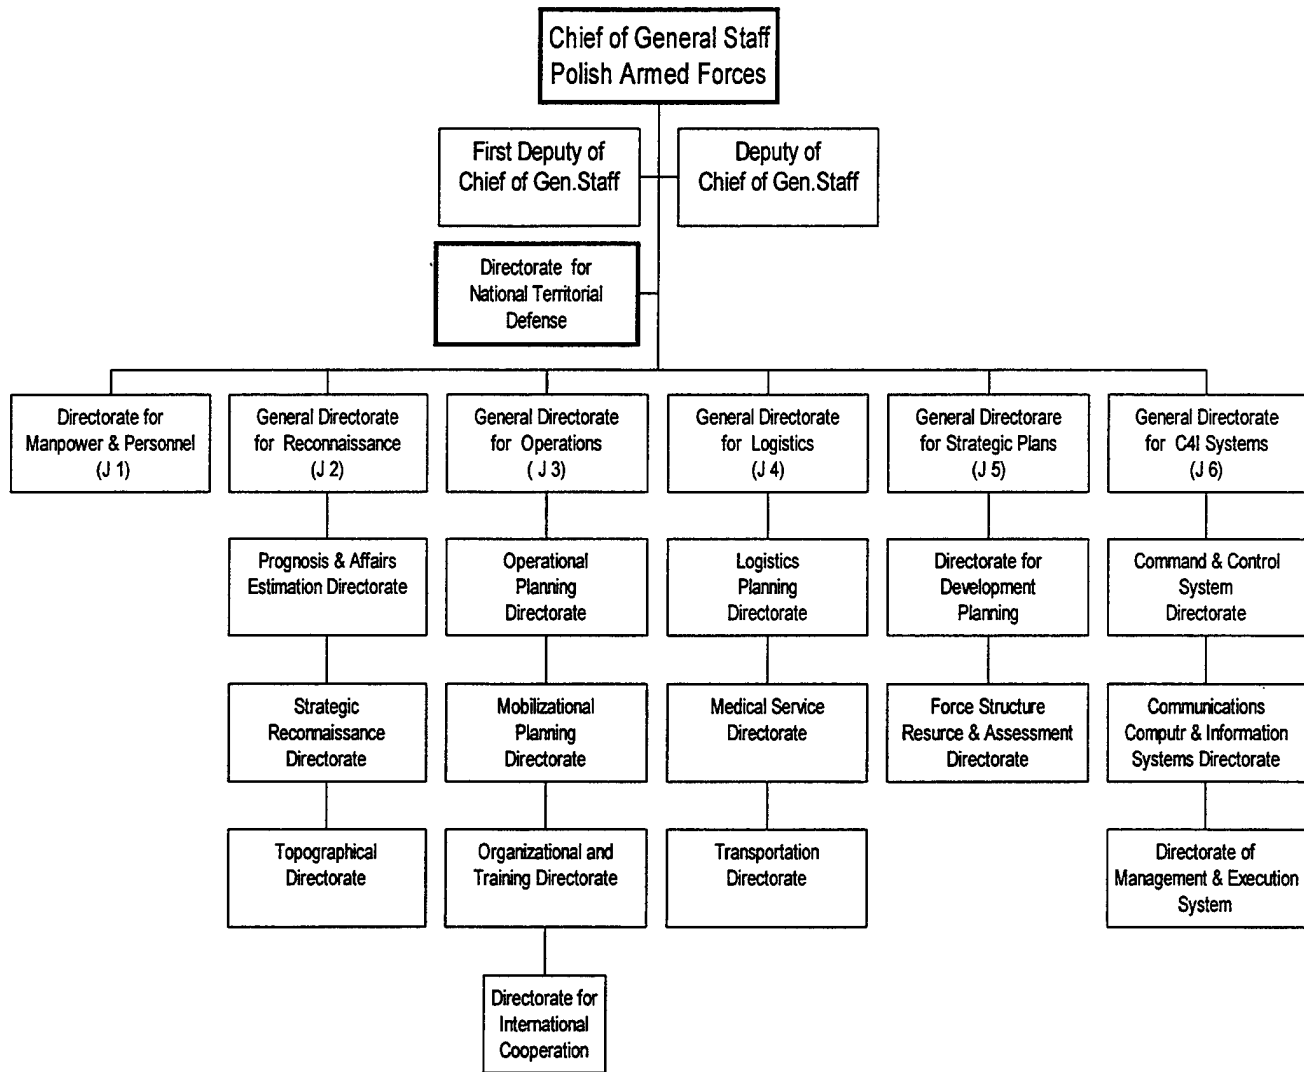 Chief of General Staff
Polish Armed Forces
First Deputy of
Chief of Gen.Staff
Deputy of
Chief of Gen.Staff
Directorate for
National Territorial
Defense
Directorate for
Manpower & Personnel
(J 1)
General Directorate
for Reconnaissance
(J 2)
General Directorate
for Operations
( J 3)
General Directorate
for Logistics
(J 4)
General Directorare
for Strategic Plans
(J 5)
General Directorate
for C4I Systems
(J 6)
Prognosis & Affairs
Estimation Directorate
Operational
Planning
Directorate
Logistics
Planning
Directorate
Directorate for
Development
Planning
Command & Control
System
Directorate
Strategic
Reconnaissance
Directorate
Mobilizational
Planning
Directorate
Medical Service
Directorate
Force Structure
Resurce & Assessment
Directorate
Communications
Computr & Information
Systems Directorate
Topographical
Directorate
Organizational and
Training Directorate
Transportation
Directorate
Directorate of
Management & Execution
System
Directorate for
International
Cooperation